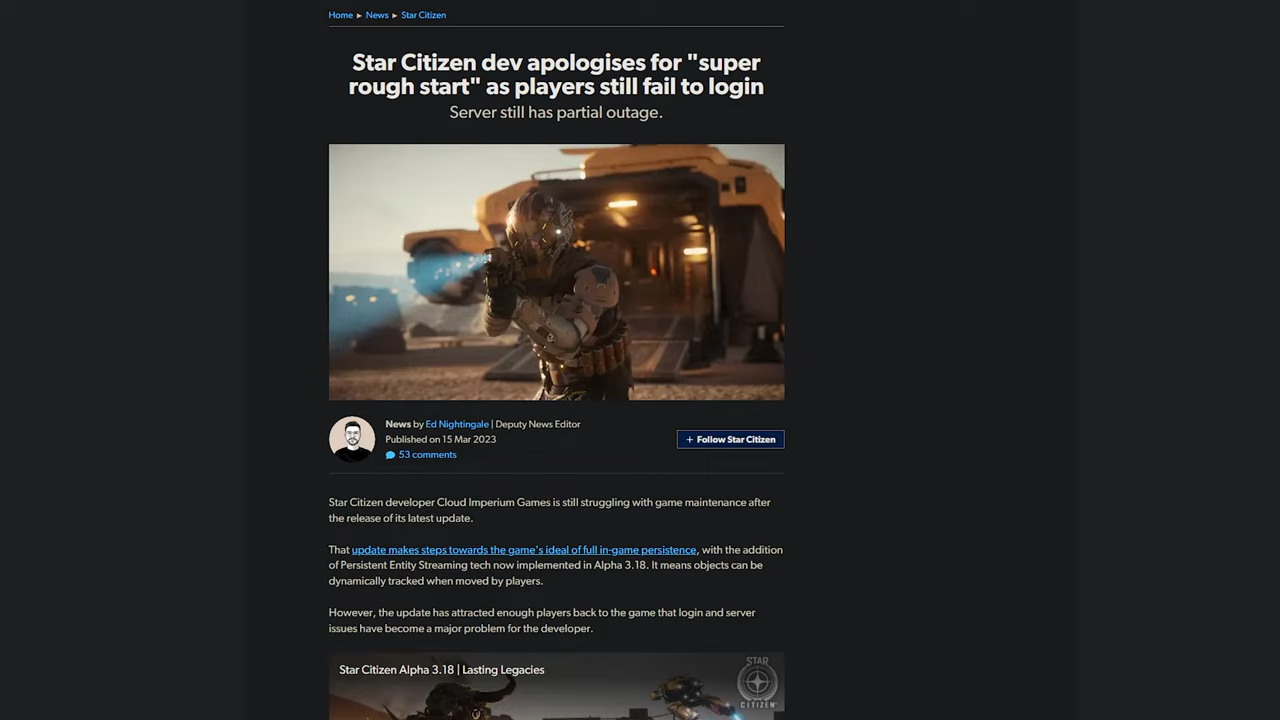 Home ▸ News ▸ Star Citizen
Star Citizen dev apologises for "super
rough start" as players still fail to login
Server still has partial outage.
News by Ed Nightingale | Deputy News Editor
Published on 15 Mar 2023
53 comments
+ Follow Star Citizen
Star Citizen developer Cloud Imperium Games is still struggling with game maintenance after
the release of its latest update.
That update makes steps towards the game's ideal of full in-game persistence, with the addition
of Persistent Entity Streaming tech now implemented in Alpha 3.18. It means objects can be
dynamically tracked when moved by players.
However, the update has attracted enough players back to the game that login and server
issues have become a major problem for the developer.
Star Citizen Alpha 3.18 | Lasting Legacies
STAR
CITIZEN